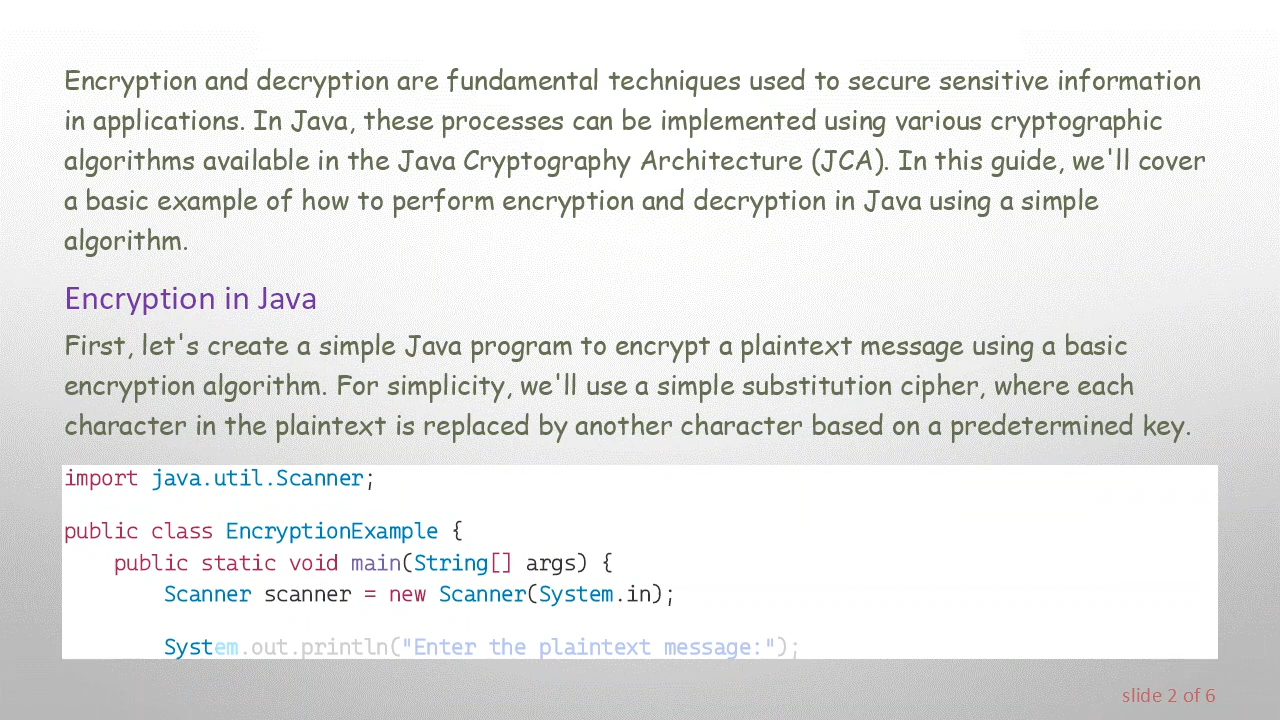 Encryption and decryption are fundamental techniques used to secure sensitive information
in applications. In Java, these processes can be implemented using various cryptographic
algorithms available in the Java Cryptography Architecture (JCA). In this guide, we'll cover
a basic example of how to perform encryption and decryption in Java using a simple
algorithm.
Encryption in Java
First, let's create a simple Java program to encrypt a plaintext message using a basic
encryption algorithm. For simplicity, we'll use a simple substitution cipher, where each
character in the plaintext is replaced by another character based on a predetermined key.
import java.util.Scanner;
public class EncryptionExample {
    public static void main(String[] args) {
        Scanner scanner = new Scanner(System.in);
        System.out.println("Enter the plaintext message:");
slide 2 of 6